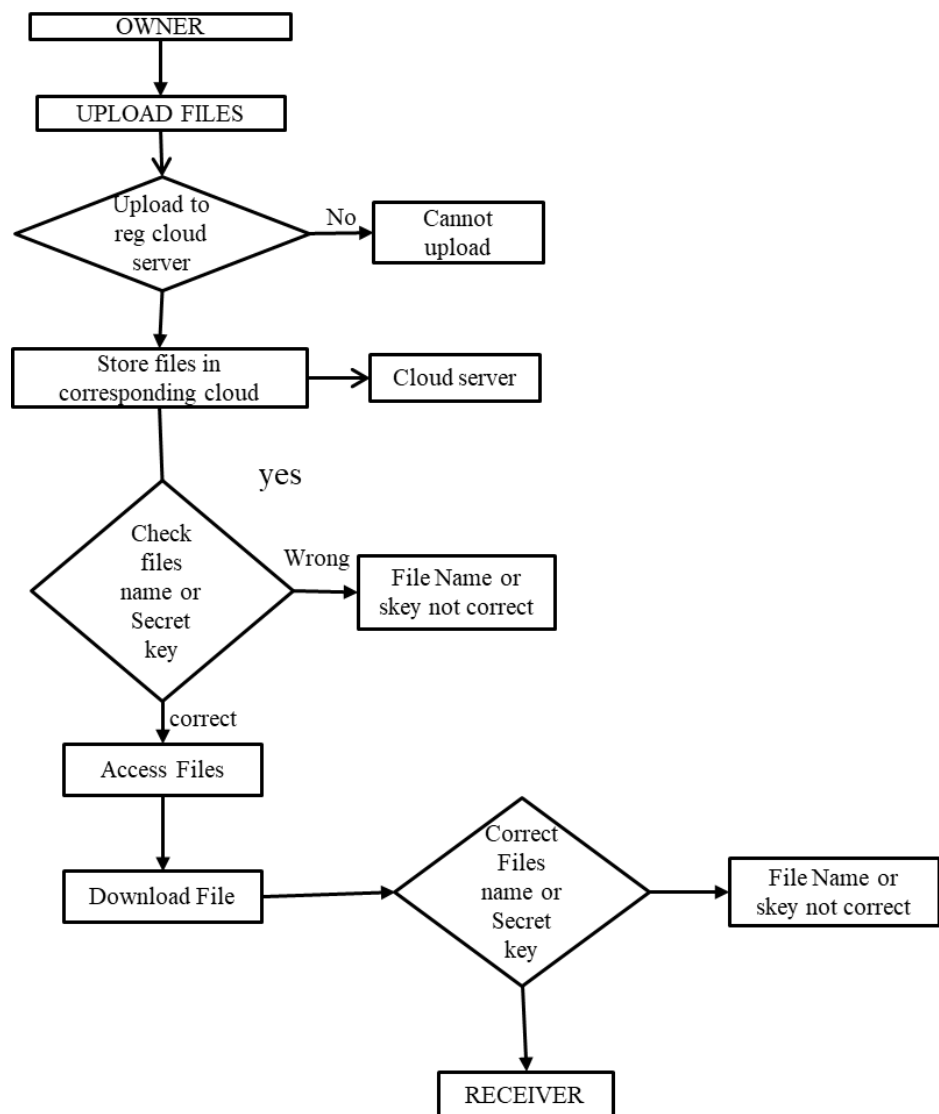 OWNER
UPLOAD FILES
Upload to
reg cloud
server
No
Cannot
upload
Store files in
corresponding cloud
Cloud server
yes
Check
files
name or
Secret
key
Wrong
File Name or
skey not correct
correct
Access Files
Download File
Correct
Files
name or
Secret
key
File Name or
skey not correct
RECEIVER